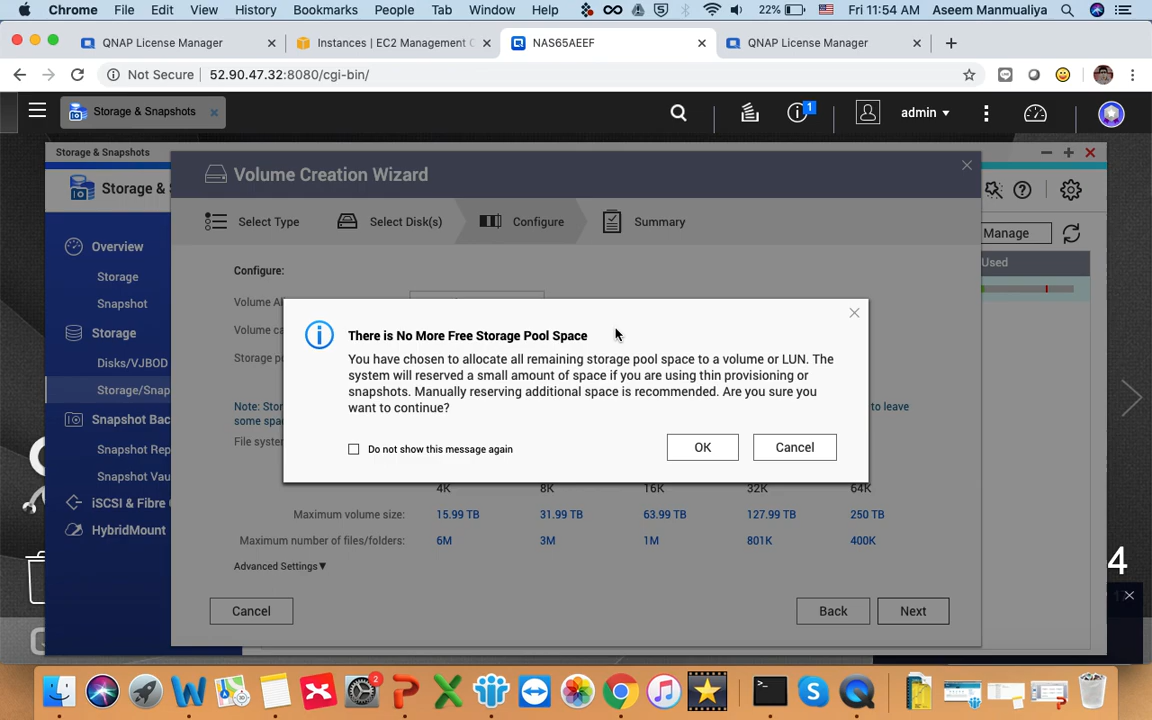 Chrome File Edit View History Bookmarks People Tab Window Help 22% Fri 11:54 AM Aseem Manmualiya
QNAP License Manager Instances | EC2 Management C NAS65AEEF QNAP License Manager
Not Secure 52.90.47.32:8080/cgi-bin/
Storage & Snapshots 1 admin
Storage & Snapshots
Storage & S Volume Creation Wizard
Select Type Select Disk(s) Configure Summary
Manage
Overview
Used
Storage
Configure:
Snapshot
Volume Al
Storage
Volume ca
Disks/VJBOD
Storage p
Storage/Snap
Snapshot Bac
Note: Stor
to leave
some spa
File system
Snapshot Rep
Snapshot Vau
iSCSI & Fibre
HybridMount
There is No More Free Storage Pool Space
You have chosen to allocate all remaining storage pool space to a volume or LUN. The
system will reserved a small amount of space if you are using thin provisioning or
snapshots. Manually reserving additional space is recommended. Are you sure you
want to continue?
Do not show this message again OK Cancel
4K 8K 16K 32K 64K
Maximum volume size: 15.99 TB 31.99 TB 63.99 TB 127.99 TB 250 TB
Maximum number of files/folders: 6M 3M 1M 801K 400K
Advanced Settings▼
4
Cancel Back Next
2